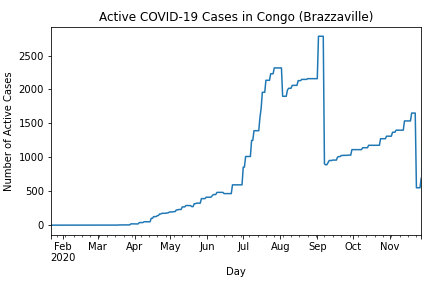 Active COVID-19 Cases in Congo (Brazzaville)
Number of Active Cases
2500
2000
1500
1000
500
0
Feb Mar Apr May Jun Jul Aug Sep Oct Nov
2020
Day